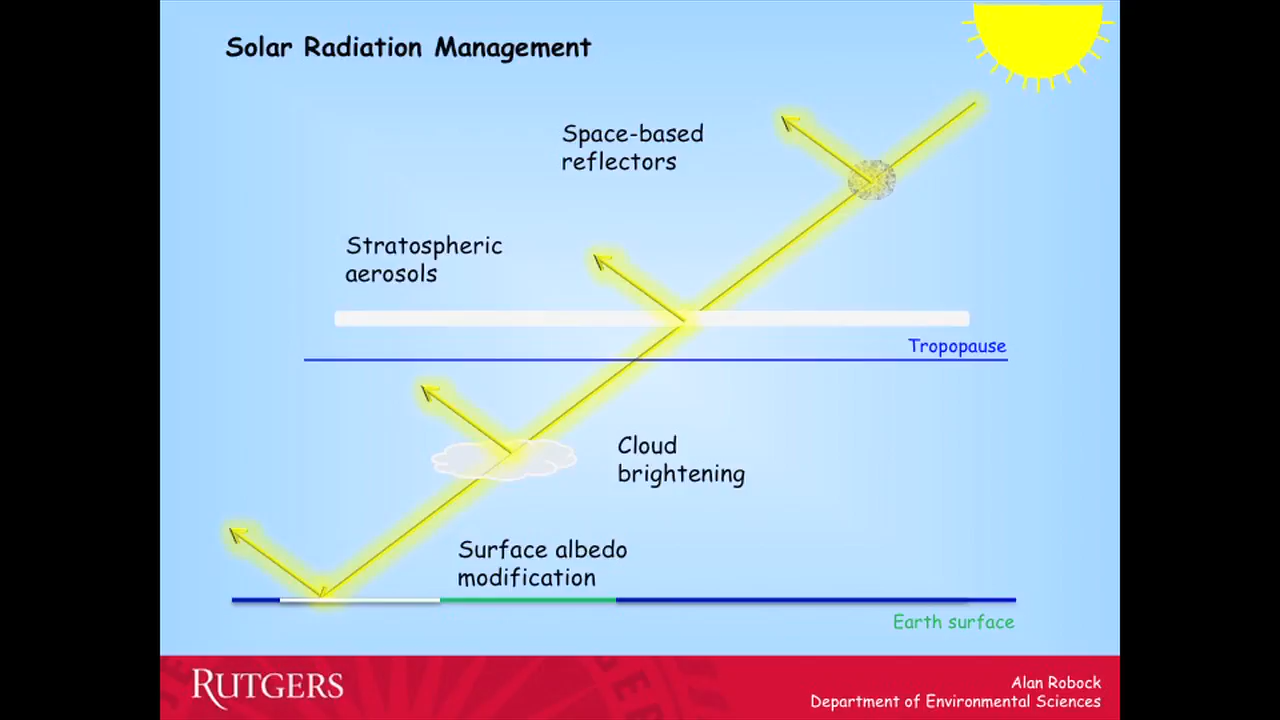 Solar Radiation Management
Space-based
reflectors
Stratospheric
aerosols
Tropopause
Cloud
brightening
Surface albedo
modification
Earth surface
RUTGERS
Alan Robock
Department of Environmental Sciences